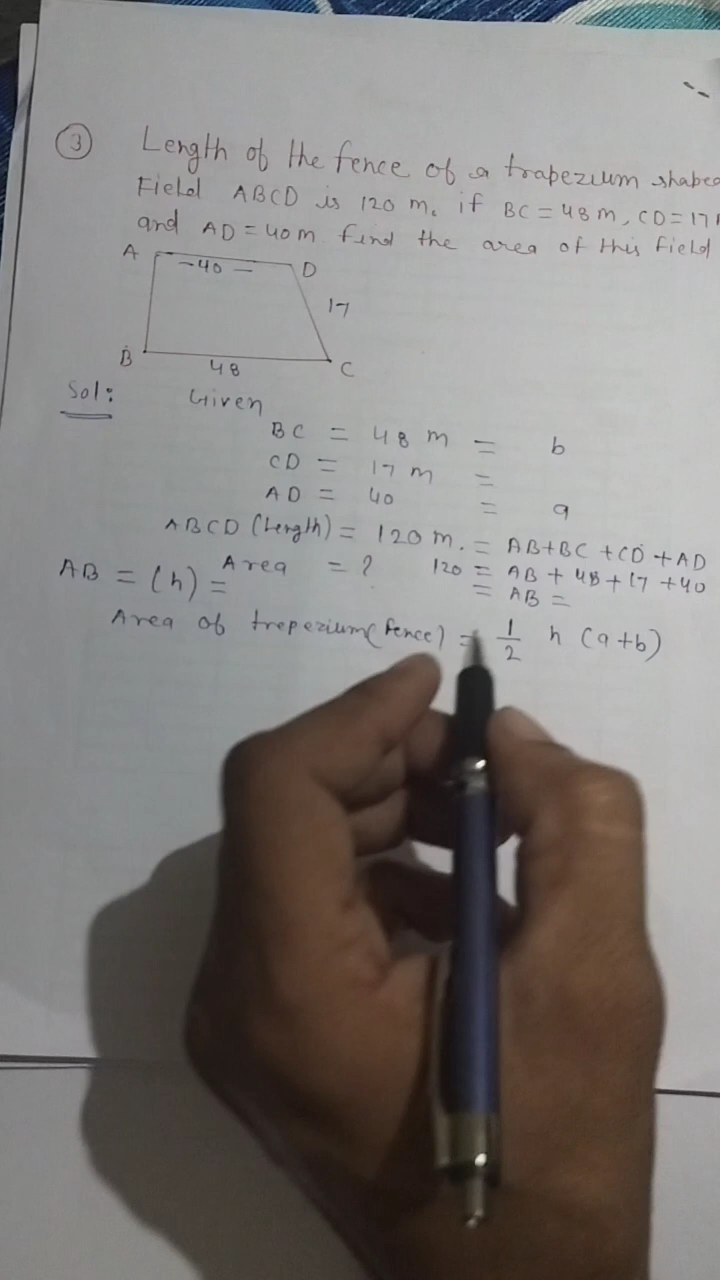 3 Length of the fence of a trapezium shaped
Field ABCD is 120 m. if BC = 48 m, CD = 17
and AD = 40 m. find the area of this field
A -40- D
17
B 48 C
Sol: Given
BC = 48 m = b
CD = 17 m =
AD = 40 = a
ABCD (Length) = 120 m. = AB+BC+CD+AD
Area = ? 120 = AB + 48 + 17 + 40
AB = (h) = = AB =
Area of trepezium (fence) = 1/2 h (a+b)